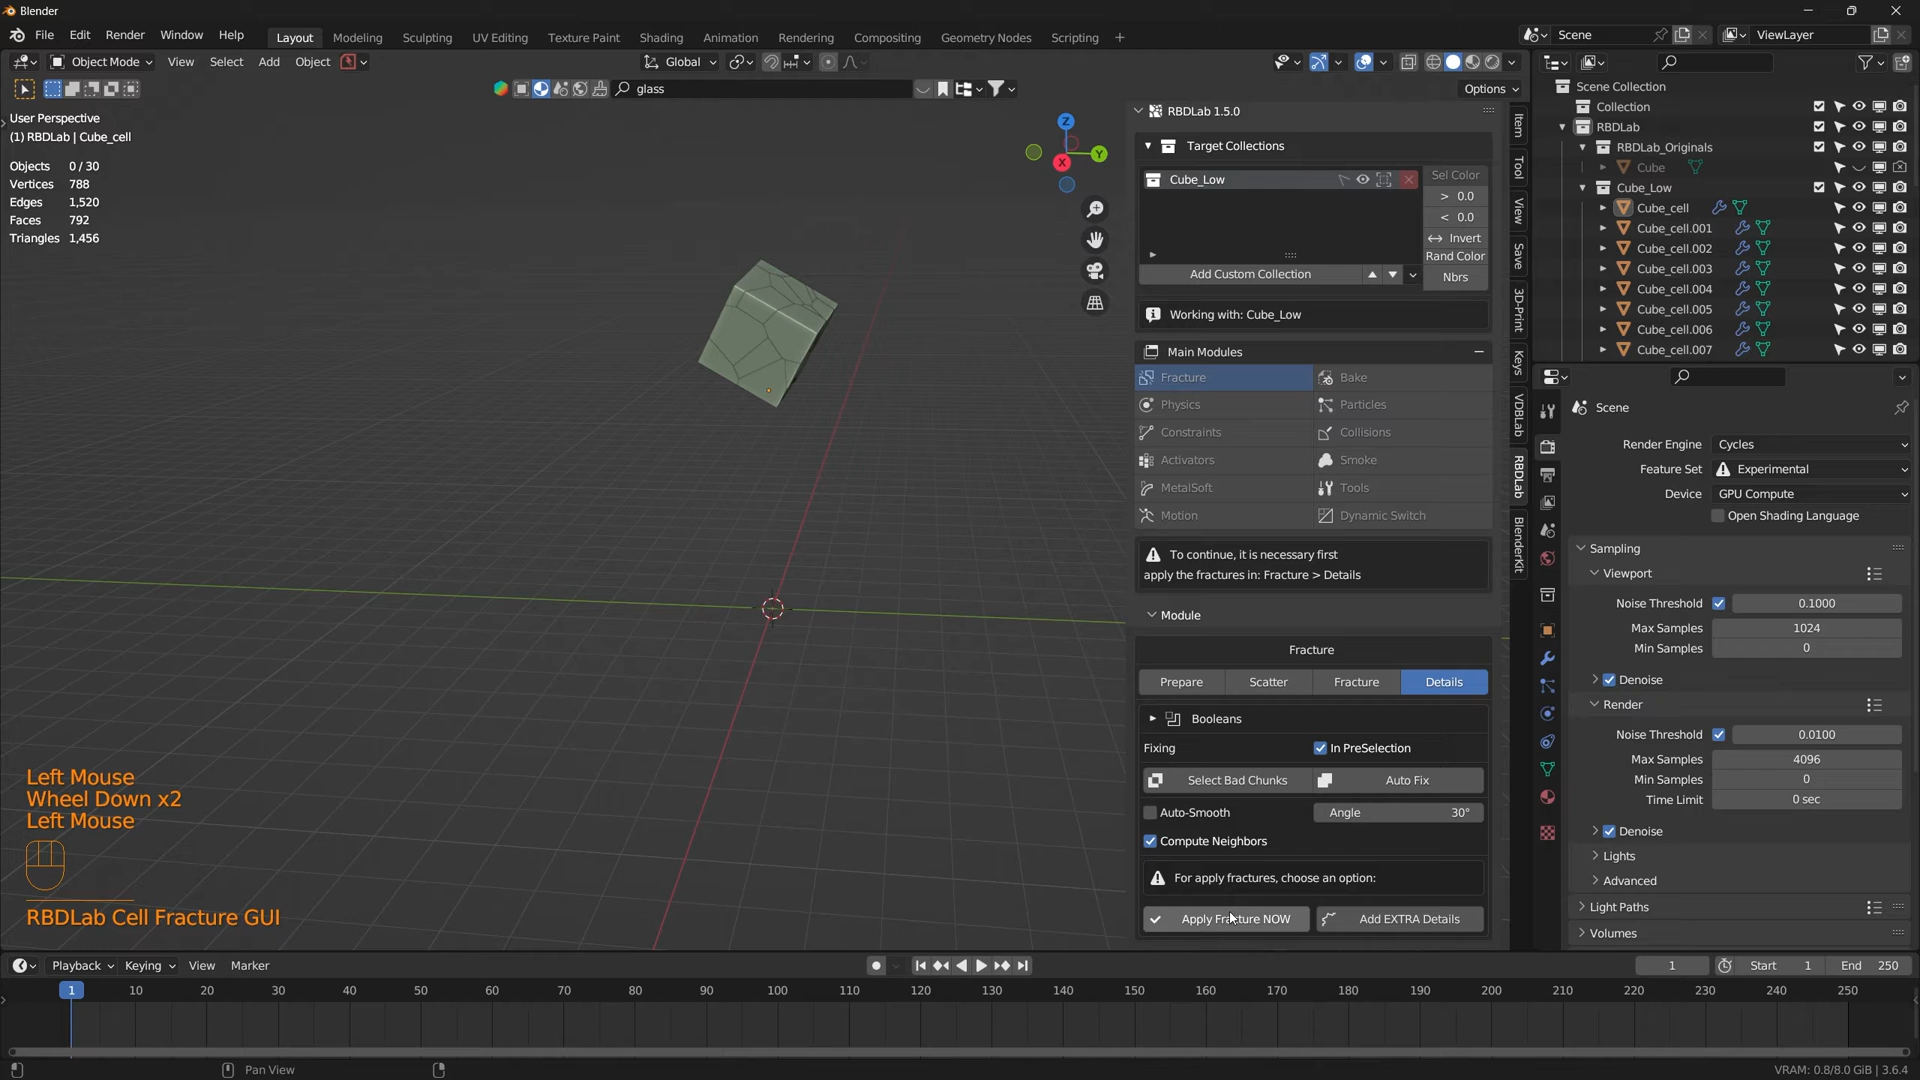 Blender
File Edit Render Window Help Layout Modeling Sculpting UV Editing Texture Paint Shading Animation Rendering Compositing Geometry Nodes Scripting + Scene ViewLayer
Object Mode View Select Add Object Global
glass Options
User Perspective
(1) RBDLab | Cube_cell
Objects 0 / 30
Vertices 788
Edges 1,520
Faces 792
Triangles 1,456
Z
Y
X
RBDLab 1.5.0
Target Collections
Cube_Low
Sel Color
> 0.0
< 0.0
Invert
Rand Color
Nbrs
Add Custom Collection
Working with: Cube_Low
Main Modules
Fracture Bake
Physics Particles
Constraints Collisions
Activators Smoke
MetalSoft Tools
Motion Dynamic Switch
To continue, it is necessary first
apply the fractures in: Fracture > Details
Module
Fracture
Prepare Scatter Fracture Details
Booleans
Fixing In PreSelection
Select Bad Chunks Auto Fix
Auto-Smooth Angle 30°
Compute Neighbors
For apply fractures, choose an option:
Apply Fracture NOW Add EXTRA Details
Item
Tool
View
Save
3D-Print
Keys
VDBLab
RBDLab
BlenderKit
Scene Collection
Collection
RBDLab
RBDLab_Originals
Cube
Cube_Low
Cube_cell
Cube_cell.001
Cube_cell.002
Cube_cell.003
Cube_cell.004
Cube_cell.005
Cube_cell.006
Cube_cell.007
Scene
Render Engine Cycles
Feature Set Experimental
Device GPU Compute
Open Shading Language
Sampling
Viewport
Noise Threshold 0.1000
Max Samples 1024
Min Samples 0
Denoise
Render
Noise Threshold 0.0100
Max Samples 4096
Min Samples 0
Time Limit 0 sec
Denoise
Lights
Advanced
Light Paths
Volumes
Left Mouse
Wheel Down x2
Left Mouse
RBDLab Cell Fracture GUI
Playback Keying View Marker 1 Start 1 End 250
1 10 20 30 40 50 60 70 80 90 100 110 120 130 140 150 160 170 180 190 200 210 220 230 240 250
Pan View VRAM: 0.8/8.0 GiB | 3.6.4